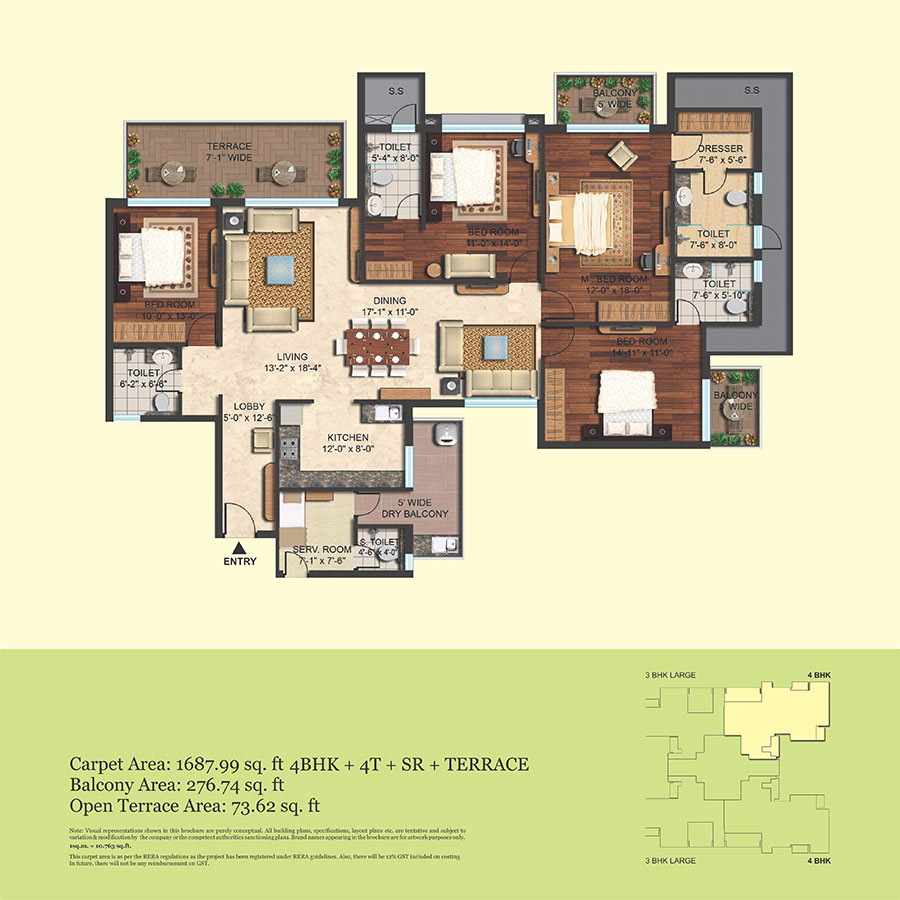 S.S
BALCONY
5' WIDE
S.S
TERRACE
7'-1" WIDE
TOILET
5'-4" x 8'-0"
DRESSER
7'-6" x 5'-6"
BED ROOM
11'-0" x 14'-0"
TOILET
7'-6" x 8'-0"
M. BED ROOM
12'-0" x 18'-0"
TOILET
7'-6" x 5'-10"
BED ROOM
10'-0" x 13'-0"
DINING
17'-1" x 11'-0"
BED ROOM
14'-11" x 11'-0"
LIVING
13'-2" x 18'-4"
TOILET
6'-2" x 6'-6"
BALCONY
WIDE
LOBBY
5'-0" x 12'-6"
KITCHEN
12'-0" x 8'-0"
5' WIDE
DRY BALCONY
SERV. ROOM
7'-1" x 7'-6"
S. TOILET
4'-6" x 4'-0"
ENTRY
3 BHK LARGE
4 BHK
Carpet Area: 1687.99 sq. ft 4BHK + 4T + SR + TERRACE
Balcony Area: 276.74 sq. ft
Open Terrace Area: 73.62 sq. ft
Note: Visual representations shown in this brochure are purely conceptual. All building plans, specifications, layout plans etc. are tentative and subject to
variation & modification by the company or the competent authorities sanctioning plans. Brand names appearing in the brochure are for artwork purposes only.
1sq.m. = 10.763 sq.ft.
This carpet area is as per the RERA regulations as the project has been registered under RERA guidelines. Also, there will be 12% GST included on costing.
In future, there will not be any reimbursement on GST.
3 BHK LARGE
4 BHK